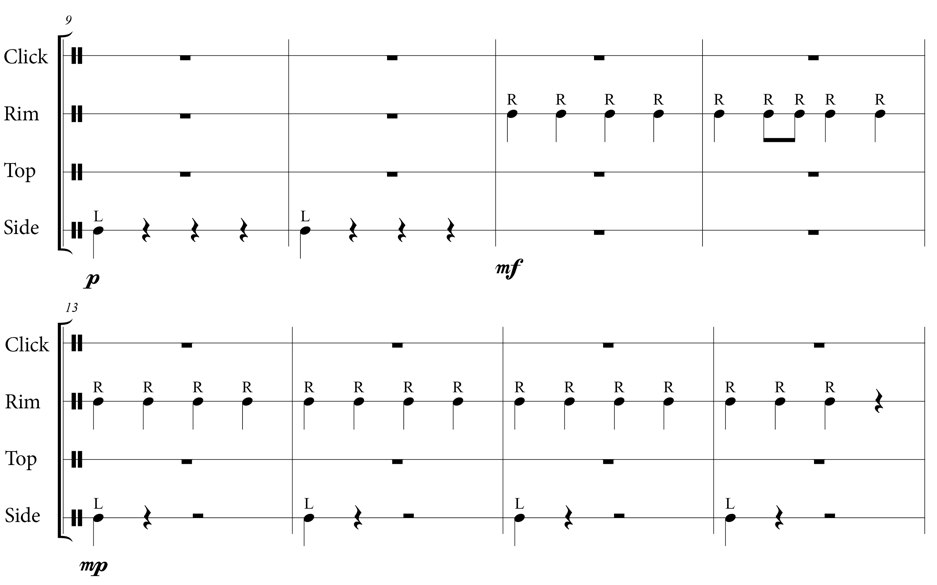 9
Click
R R R R R R R R R
Rim
Top
L L
Side
p mf
13
Click
R R R R R R R R R R R R R R R
Rim
Top
L L L L
Side
mp